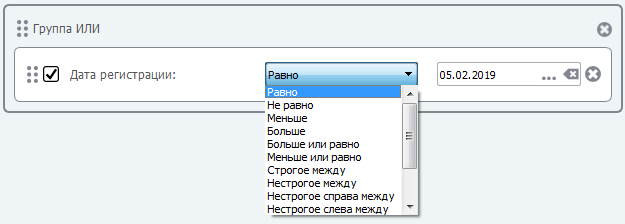 Группа ИЛИ
Дата регистрации: Равно 05.02.2019 ...
Равно
Не равно
Меньше
Больше
Больше или равно
Меньше или равно
Строгое между
Нестрогое между
Нестрогое справа между
Нестрогое слева между